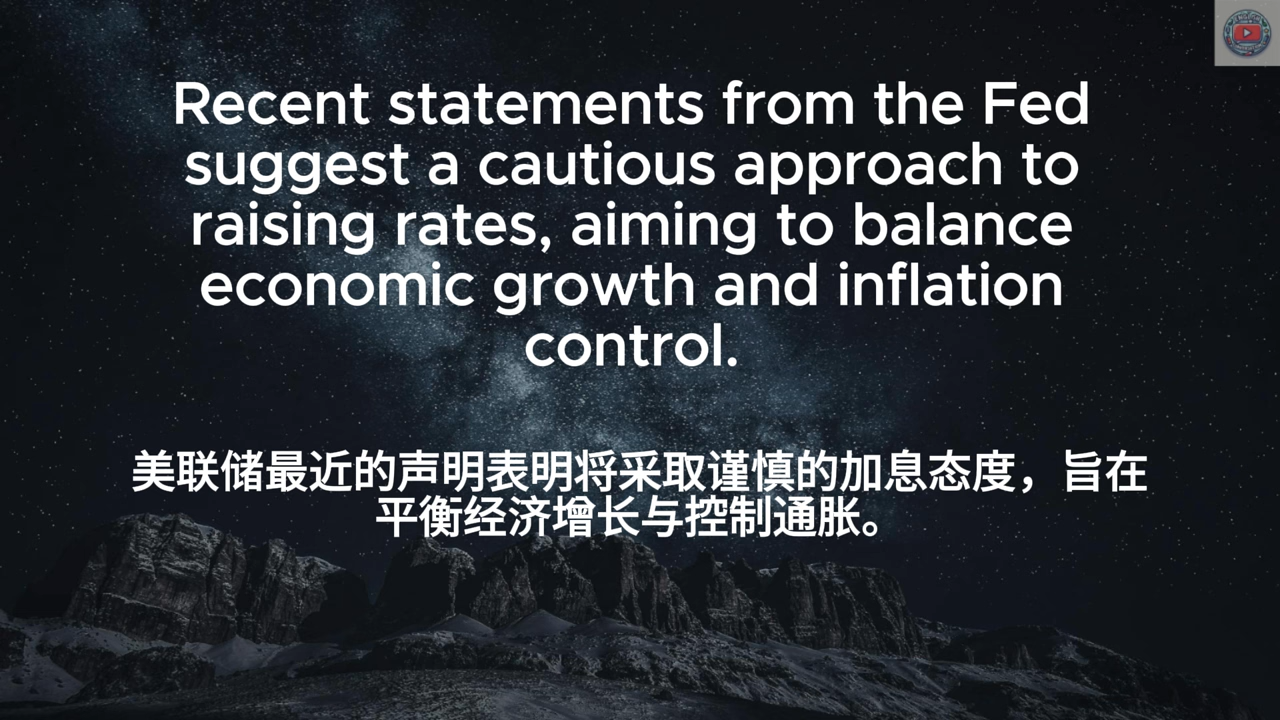 Recent statements from the Fed
suggest a cautious approach to
raising rates, aiming to balance
economic growth and inflation
control.
美联储最近的声明表明将采取谨慎的加息态度，旨在
平衡经济增长与控制通胀。